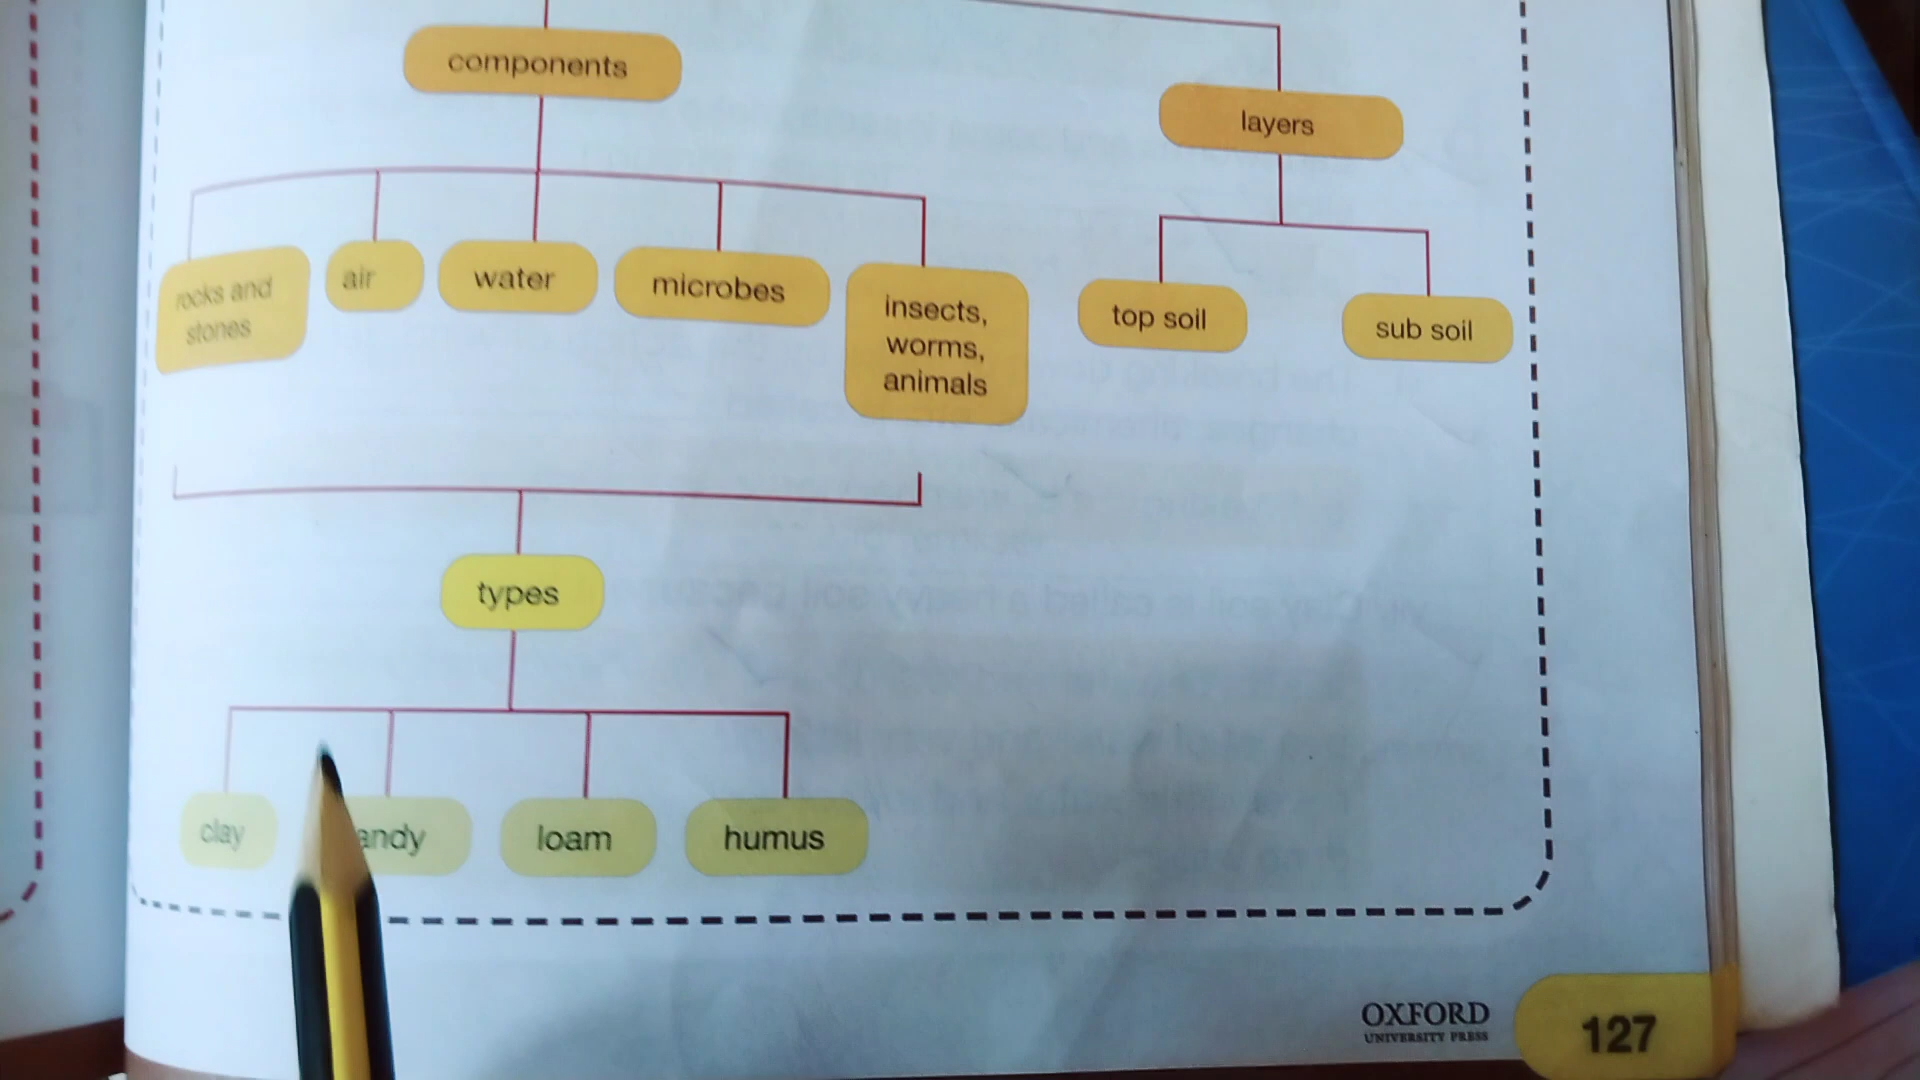 components
layers
rocks and
stones
air
water
microbes
insects,
worms,
animals
top soil
sub soil
types
clay
andy
loam
humus
OXFORD
UNIVERSITY PRESS
127